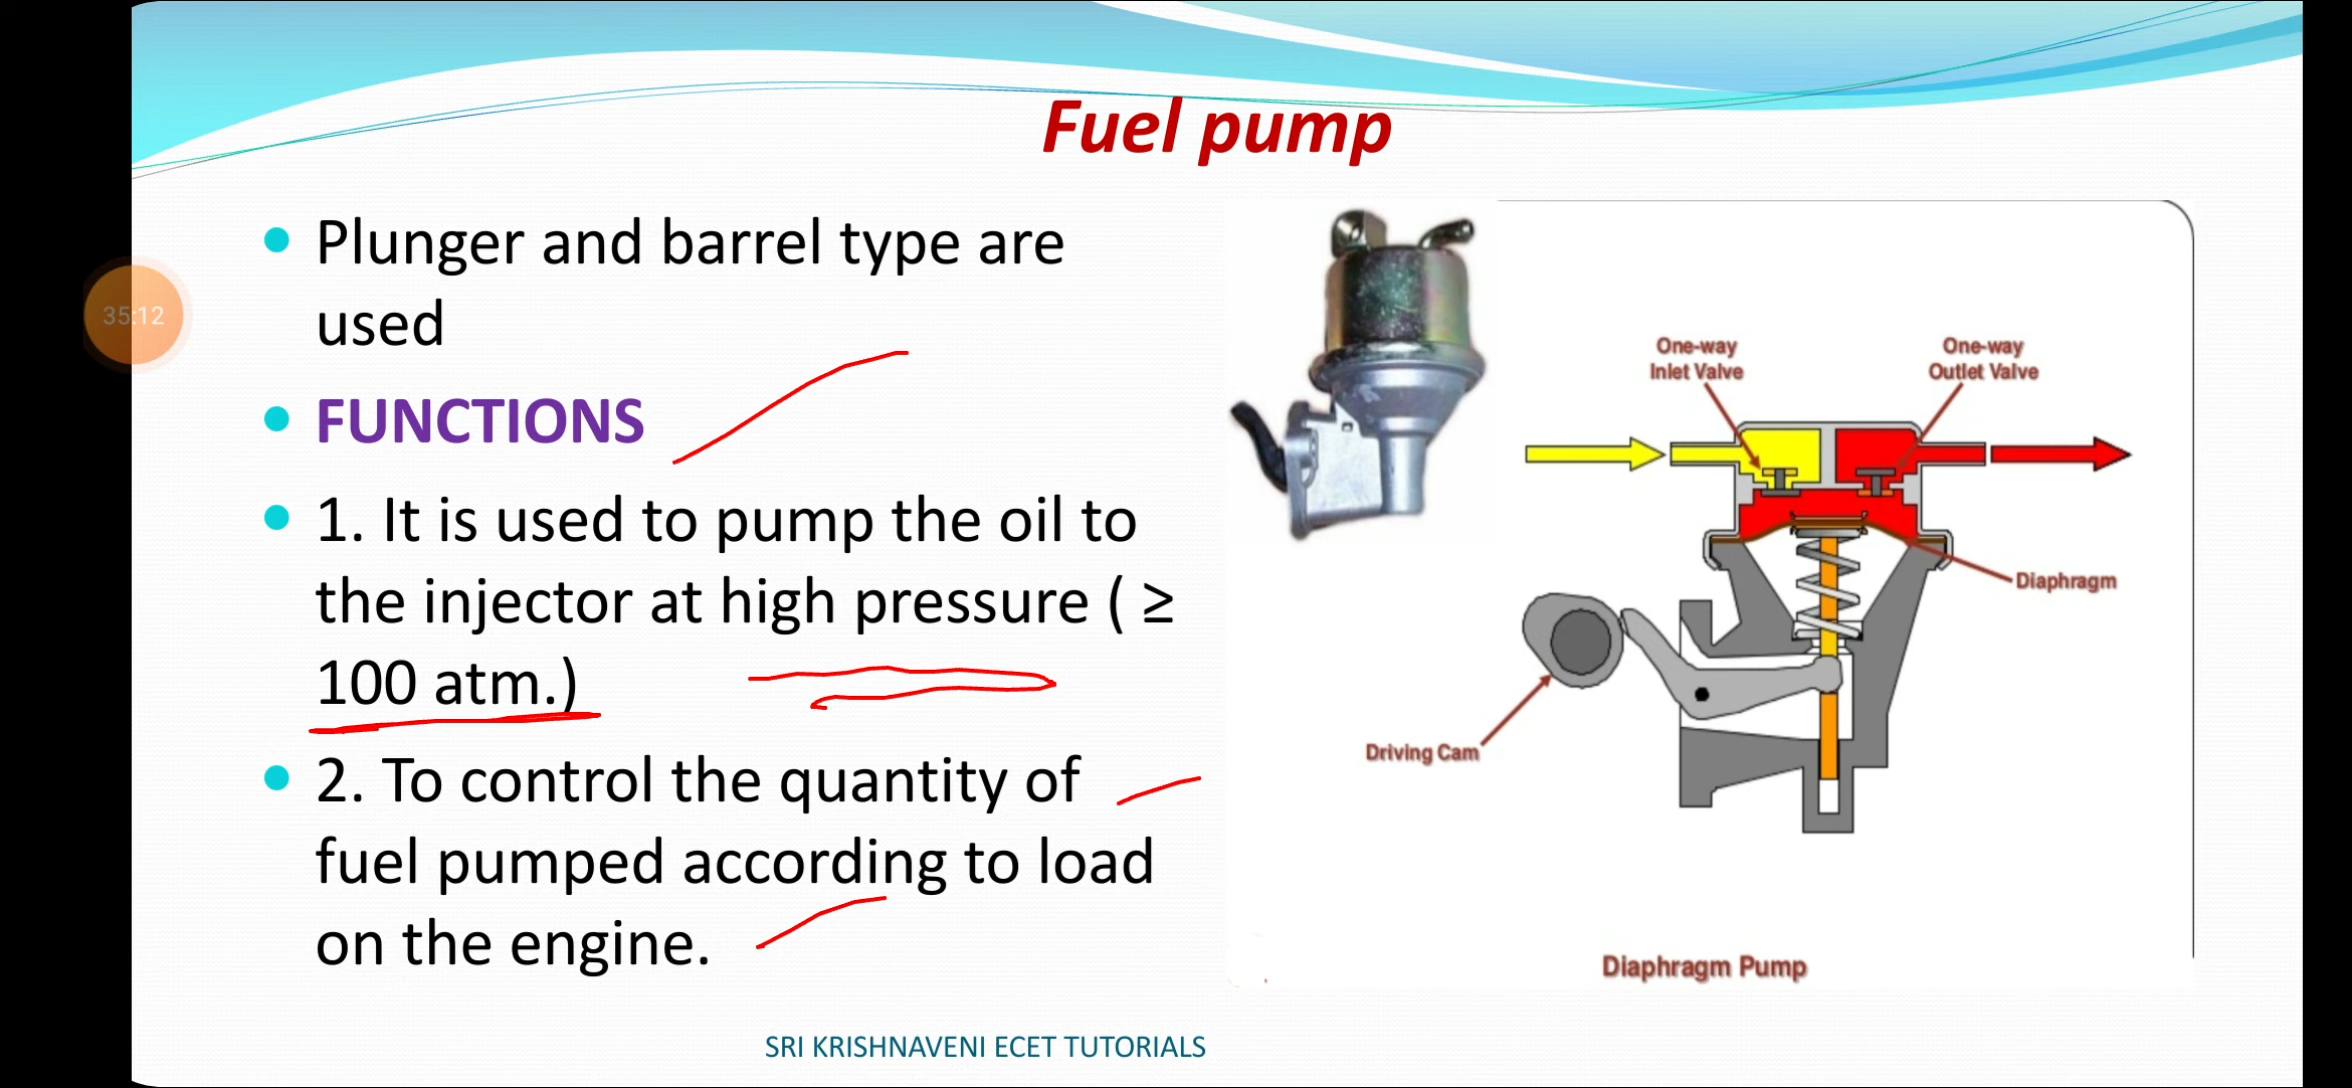 Fuel pump
Plunger and barrel type are
used
FUNCTIONS
1. It is used to pump the oil to
the injector at high pressure ( ≥
100 atm.)
2. To control the quantity of
fuel pumped according to load
on the engine.
35:12
One-way
Inlet Valve
One-way
Outlet Valve
Diaphragm
Driving Cam
Diaphragm Pump
SRI KRISHNAVENI ECET TUTORIALS